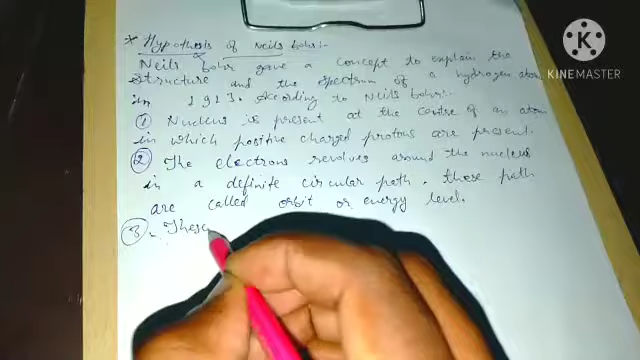 * Hypothesis of Neils bohr:-
Neils bohr gave a concept to explain the
structure and the spectrum of a hydrogen atom
in 1913. According to Neils bohr:-
① Nucleus is present at the centre of an atom
in which positive charged protons are present.
② The electrons revolves around the nucleus
in a definite circular path. These path
are called orbit or energy level.
③. These
K
KINEMASTER